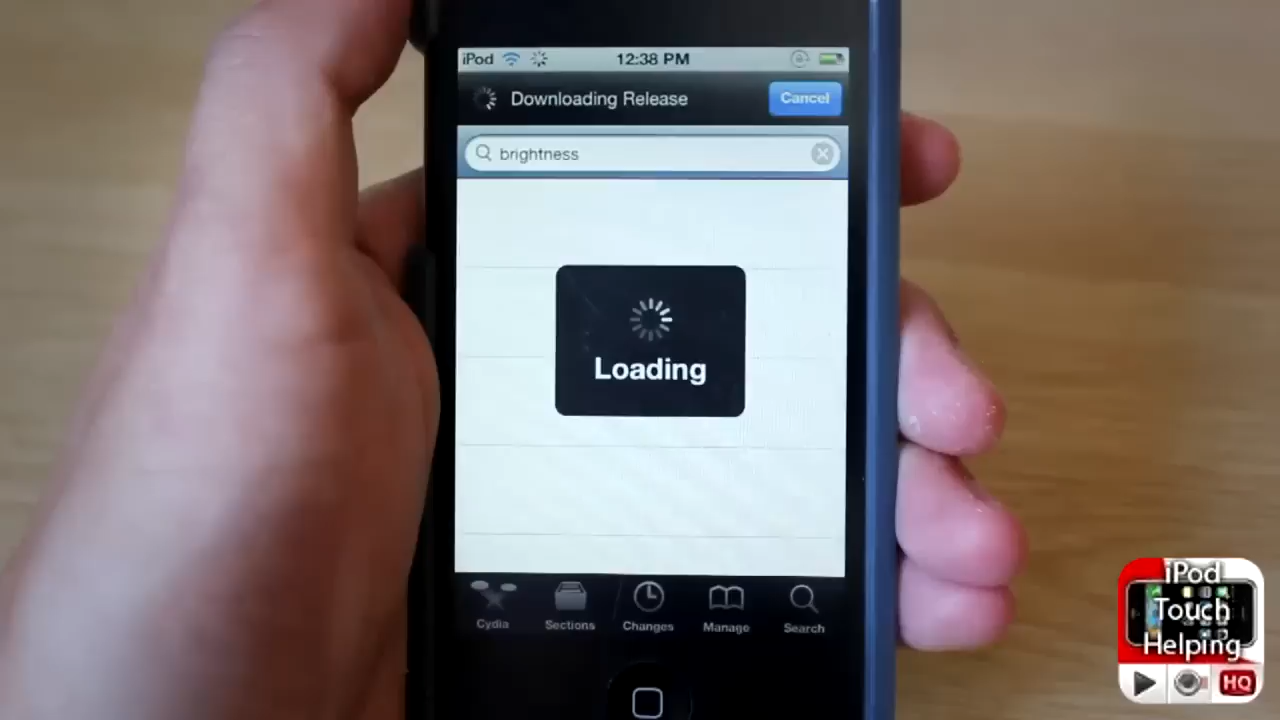 iPod 12:38 PM
Downloading Release Cancel
brightness
Loading
Cydia Sections Changes Manage Search
iPod
Touch
Helping
HQ